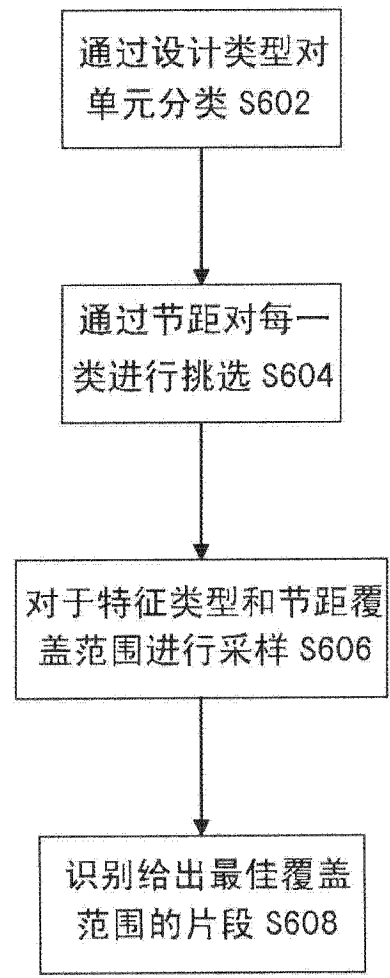 通过设计类型对
单元分类 S602
通过节距对每一
类进行挑选 S604
对于特征类型和节距覆
盖范围进行采样 S606
识别给出最佳覆盖
范围的片段 S608